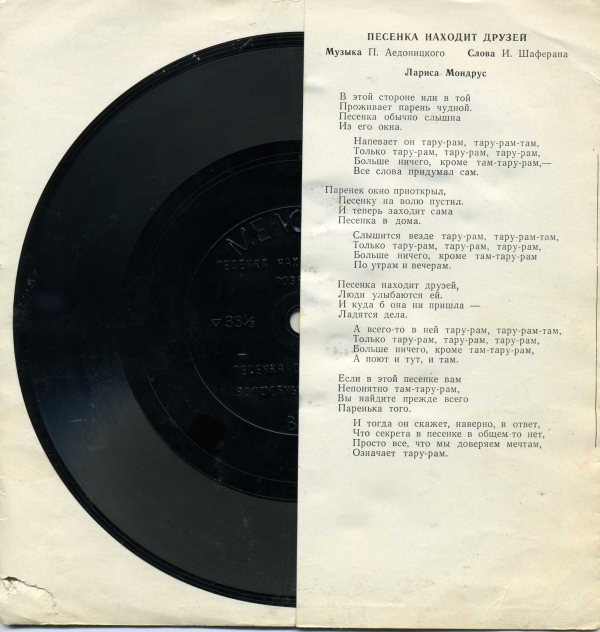 ПЕСЕНКА НАХОДИТ ДРУЗЕЙ
Музыка П. Аедоницкого Слова И. Шаферана
Лариса Мондрус
В этой стороне или в той
Проживает парень чудной.
Песенка обычно слышна
Из его окна.
Напевает он тару-рам, тару-рам-там,
Только тару-рам, тару-рам, тару-рам,
Больше ничего, кроме там-тару-рам,—
Все слова придумал сам.
Паренек окно приоткрыл,
Песенку на волю пустил.
И теперь заходит сама
Песенка в дома.
Слышится везде тару-рам, тару-рам-там,
Только тару-рам, тару-рам, тару-рам,
Больше ничего, кроме там-тару-рам
По утрам и вечерам.
Песенка находит друзей,
Люди улыбаются ей.
И куда б она ни пришла —
Ладятся дела.
А всего-то в ней тару-рам, тару-рам-там,
Только тару-рам, тару-рам, тару-рам,
Больше ничего, кроме там-тару-рам,
А поют и тут, и там.
Если в этой песенке вам
Непонятно там-тару-рам,
Вы найдите прежде всего
Паренька того.
И тогда он скажет, наверно, в ответ,
Что секрета в песенке в общем-то нет,
Просто все, что мы доверяем мечтам,
Означает тару-рам.
МЕЛО
ПЕСЕНКА НАХ
▽33⅓
ПЕСЕНКА О